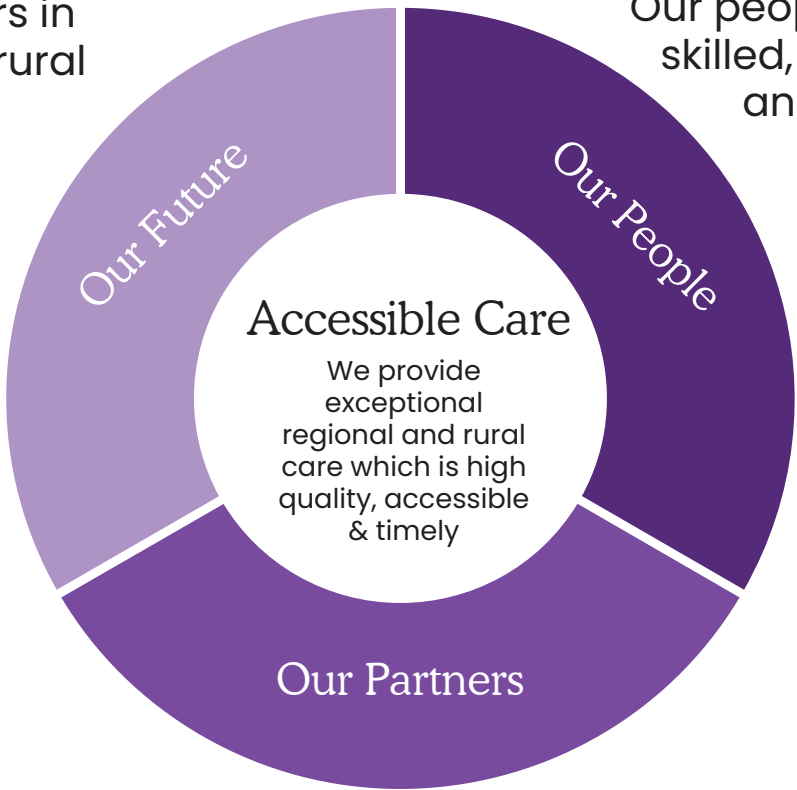 rs in
rural
Our peop
skilled,
an
Our Future
Our People
Accessible Care
We provide
exceptional
regional and rural
care which is high
quality, accessible
& timely
Our Partners